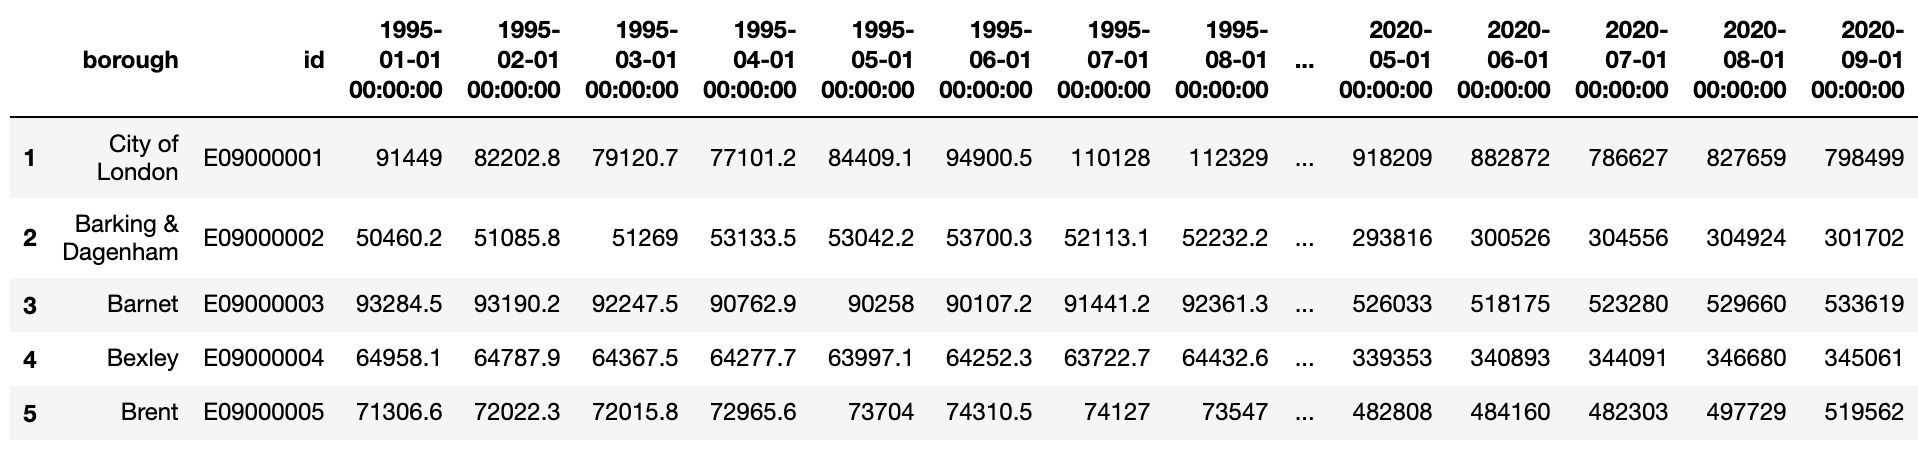 borough id 1995-01-01 00:00:00 1995-02-01 00:00:00 1995-03-01 00:00:00 1995-04-01 00:00:00 1995-05-01 00:00:00 1995-06-01 00:00:00 1995-07-01 00:00:00 1995-08-01 00:00:00 ... 2020-05-01 00:00:00 2020-06-01 00:00:00 2020-07-01 00:00:00 2020-08-01 00:00:00 2020-09-01 00:00:00
1 City of London E09000001 91449 82202.8 79120.7 77101.2 84409.1 94900.5 110128 112329 ... 918209 882872 786627 827659 798499
2 Barking & Dagenham E09000002 50460.2 51085.8 51269 53133.5 53042.2 53700.3 52113.1 52232.2 ... 293816 300526 304556 304924 301702
3 Barnet E09000003 93284.5 93190.2 92247.5 90762.9 90258 90107.2 91441.2 92361.3 ... 526033 518175 523280 529660 533619
4 Bexley E09000004 64958.1 64787.9 64367.5 64277.7 63997.1 64252.3 63722.7 64432.6 ... 339353 340893 344091 346680 345061
5 Brent E09000005 71306.6 72022.3 72015.8 72965.6 73704 74310.5 74127 73547 ... 482808 484160 482303 497729 519562